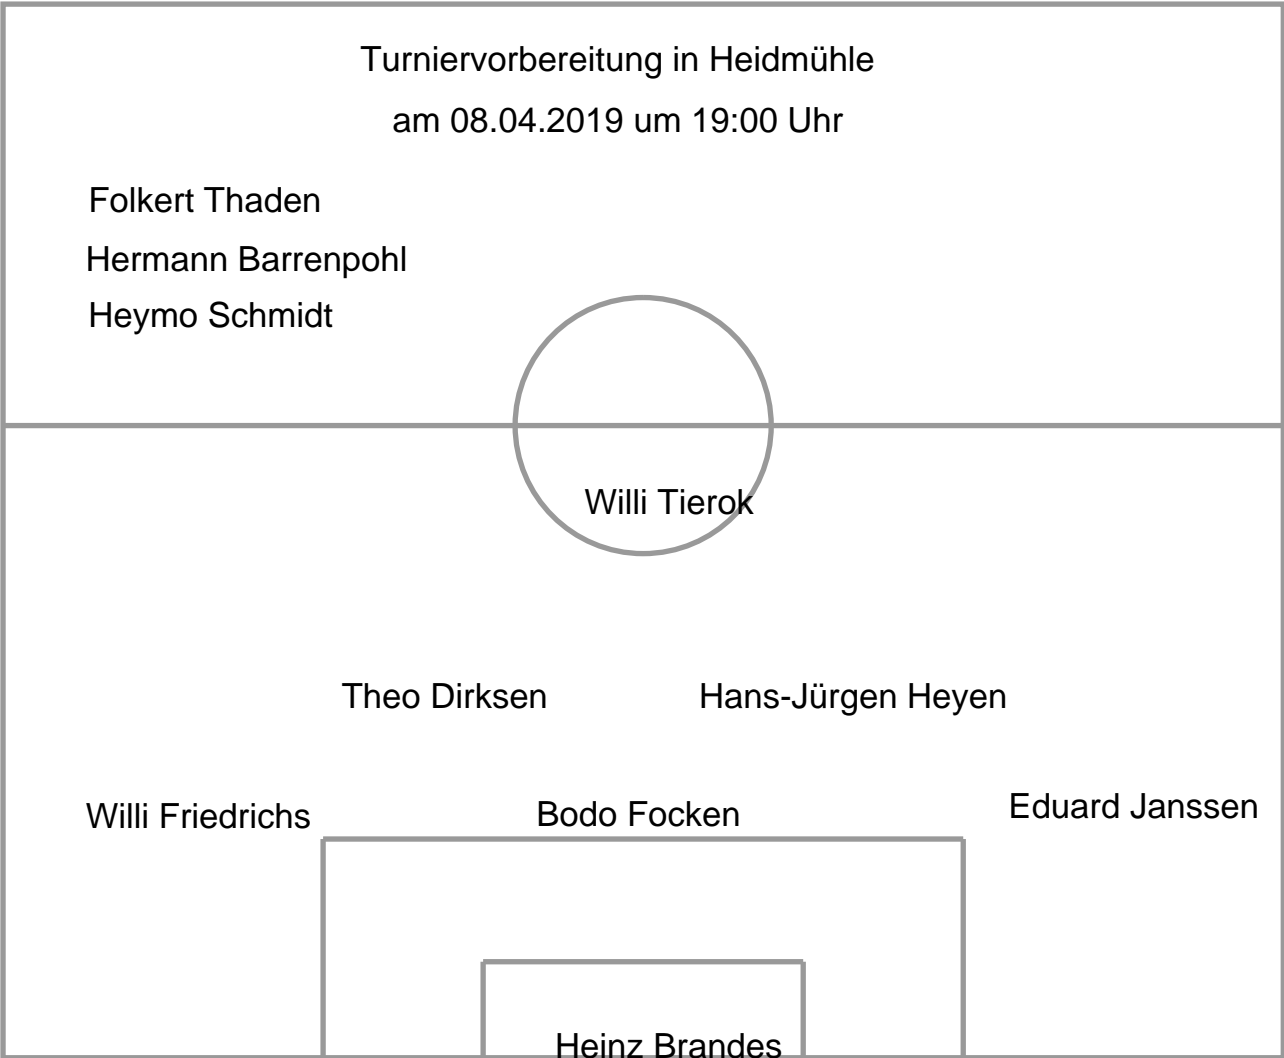 Turniervorbereitung in Heidmühle
am 08.04.2019 um 19:00 Uhr
Folkert Thaden
Hermann Barrenpohl
Heymo Schmidt
Willi Tierok
Theo Dirksen
Hans-Jürgen Heyen
Willi Friedrichs
Bodo Focken
Eduard Janssen
Heinz Brandes